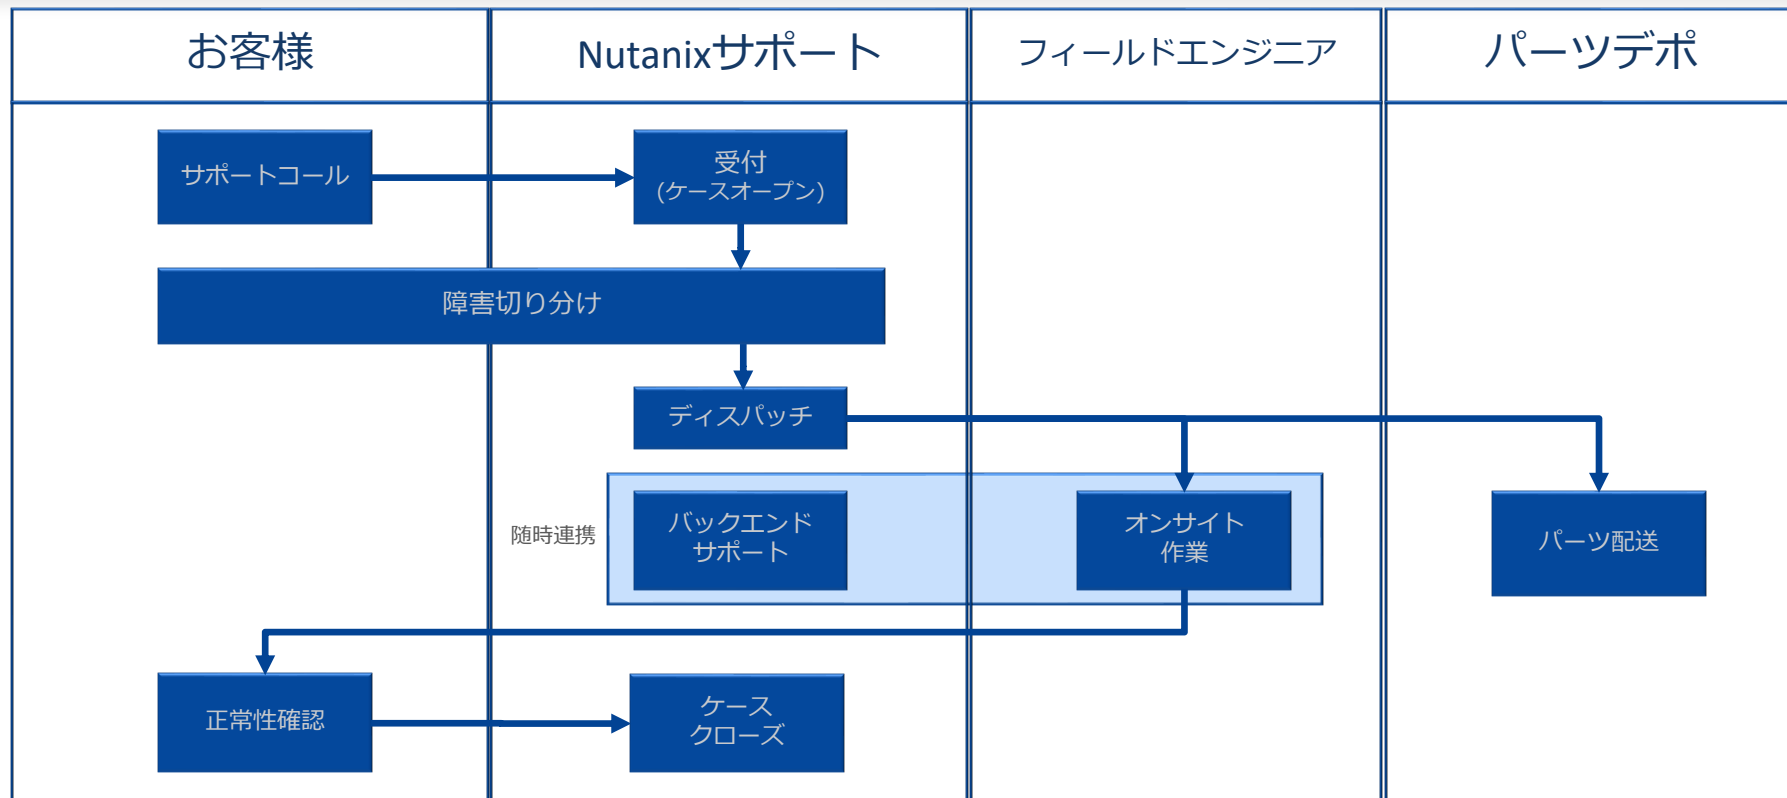 お客様
Nutanixサポート
フィールドエンジニア
パーツデポ
サポートコール
受付
(ケースオープン)
障害切り分け
ディスパッチ
随時連携
バックエンド
サポート
オンサイト
作業
パーツ配送
正常性確認
ケース
クローズ